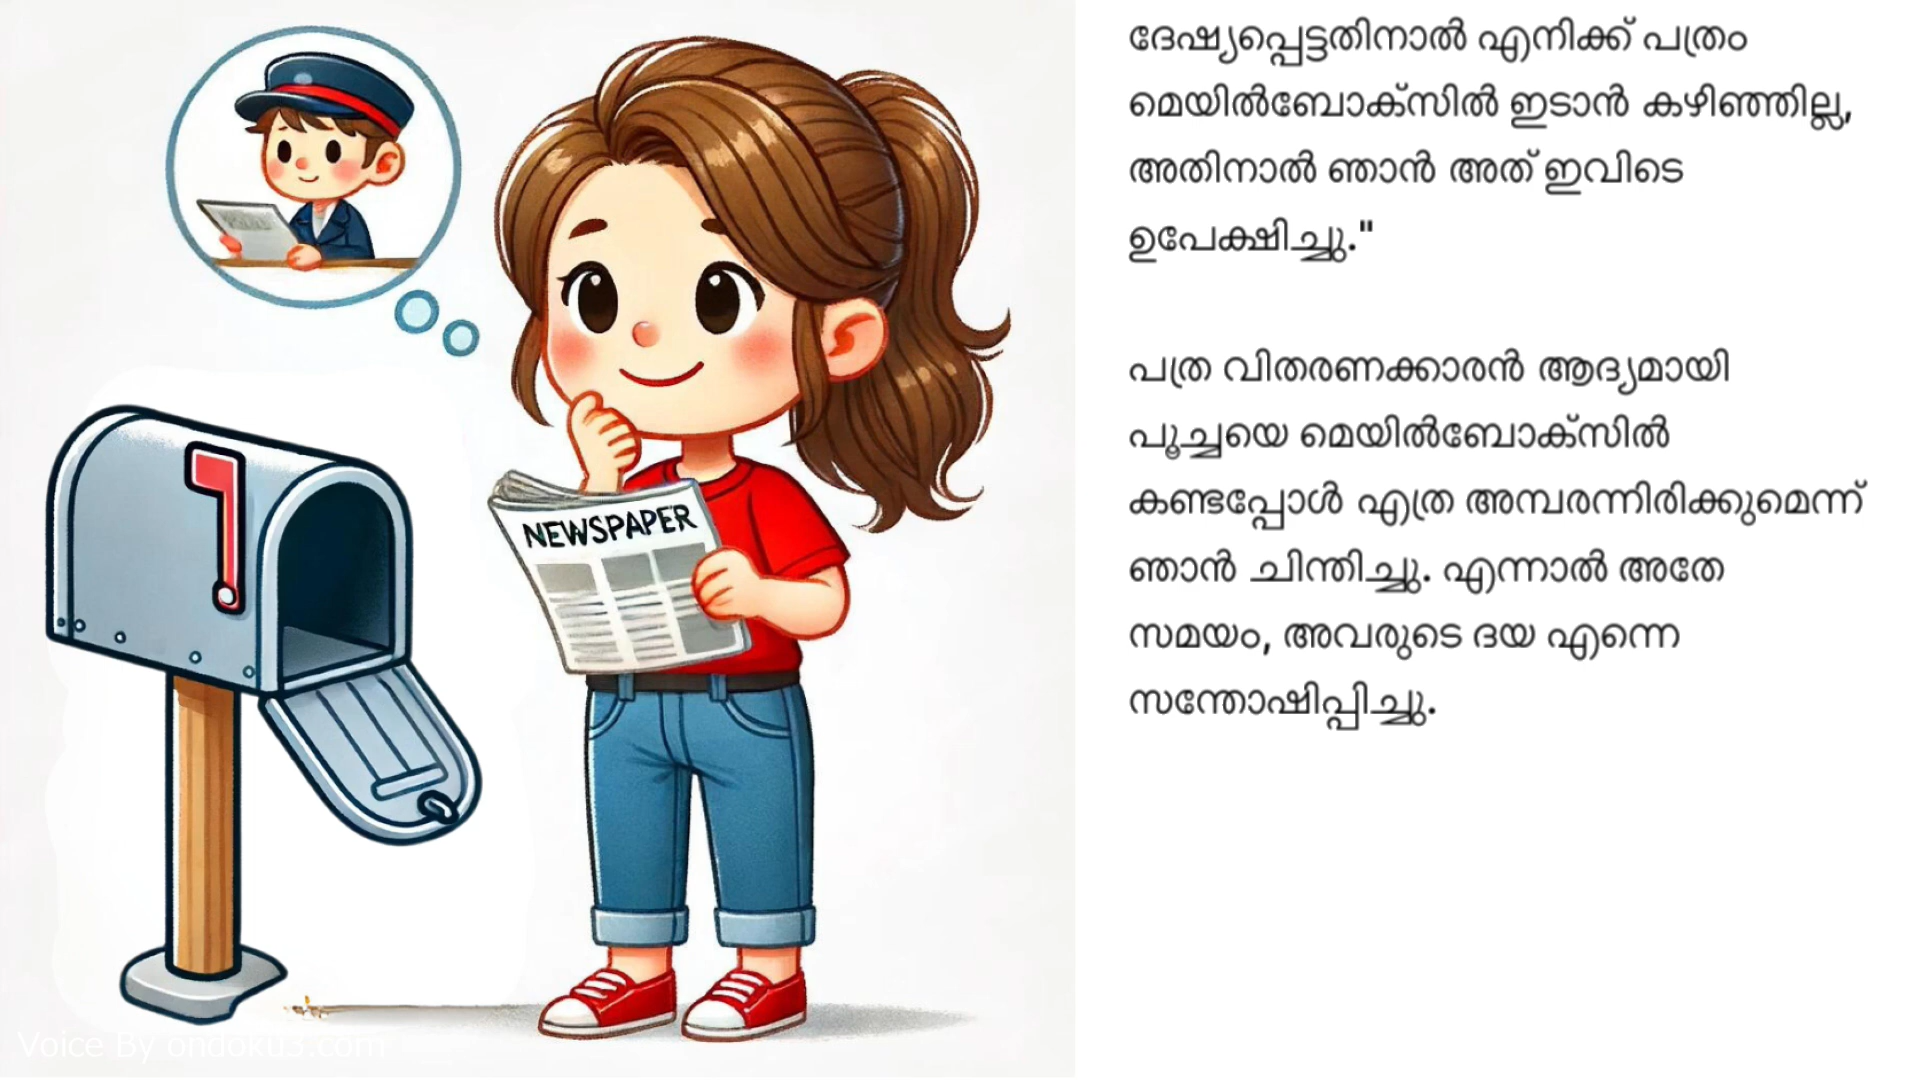 ദേഷ്യപ്പെട്ടതിനാൽ എനിക്ക് പത്രം
മെയിൽബോക്സിൽ ഇടാൻ കഴിഞ്ഞില്ല,
അതിനാൽ ഞാൻ അത് ഇവിടെ
ഉപേക്ഷിച്ചു."
പത്ര വിതരണക്കാരൻ ആദ്യമായി
പൂച്ചയെ മെയിൽബോക്സിൽ
കണ്ടപ്പോൾ എത്ര അമ്പരന്നിരിക്കുമെന്ന്
ഞാൻ ചിന്തിച്ചു. എന്നാൽ അതേ
സമയം, അവരുടെ ദയ എന്നെ
സന്തോഷിപ്പിച്ചു.
NEWSPAPER
Voice By ondoku3.com